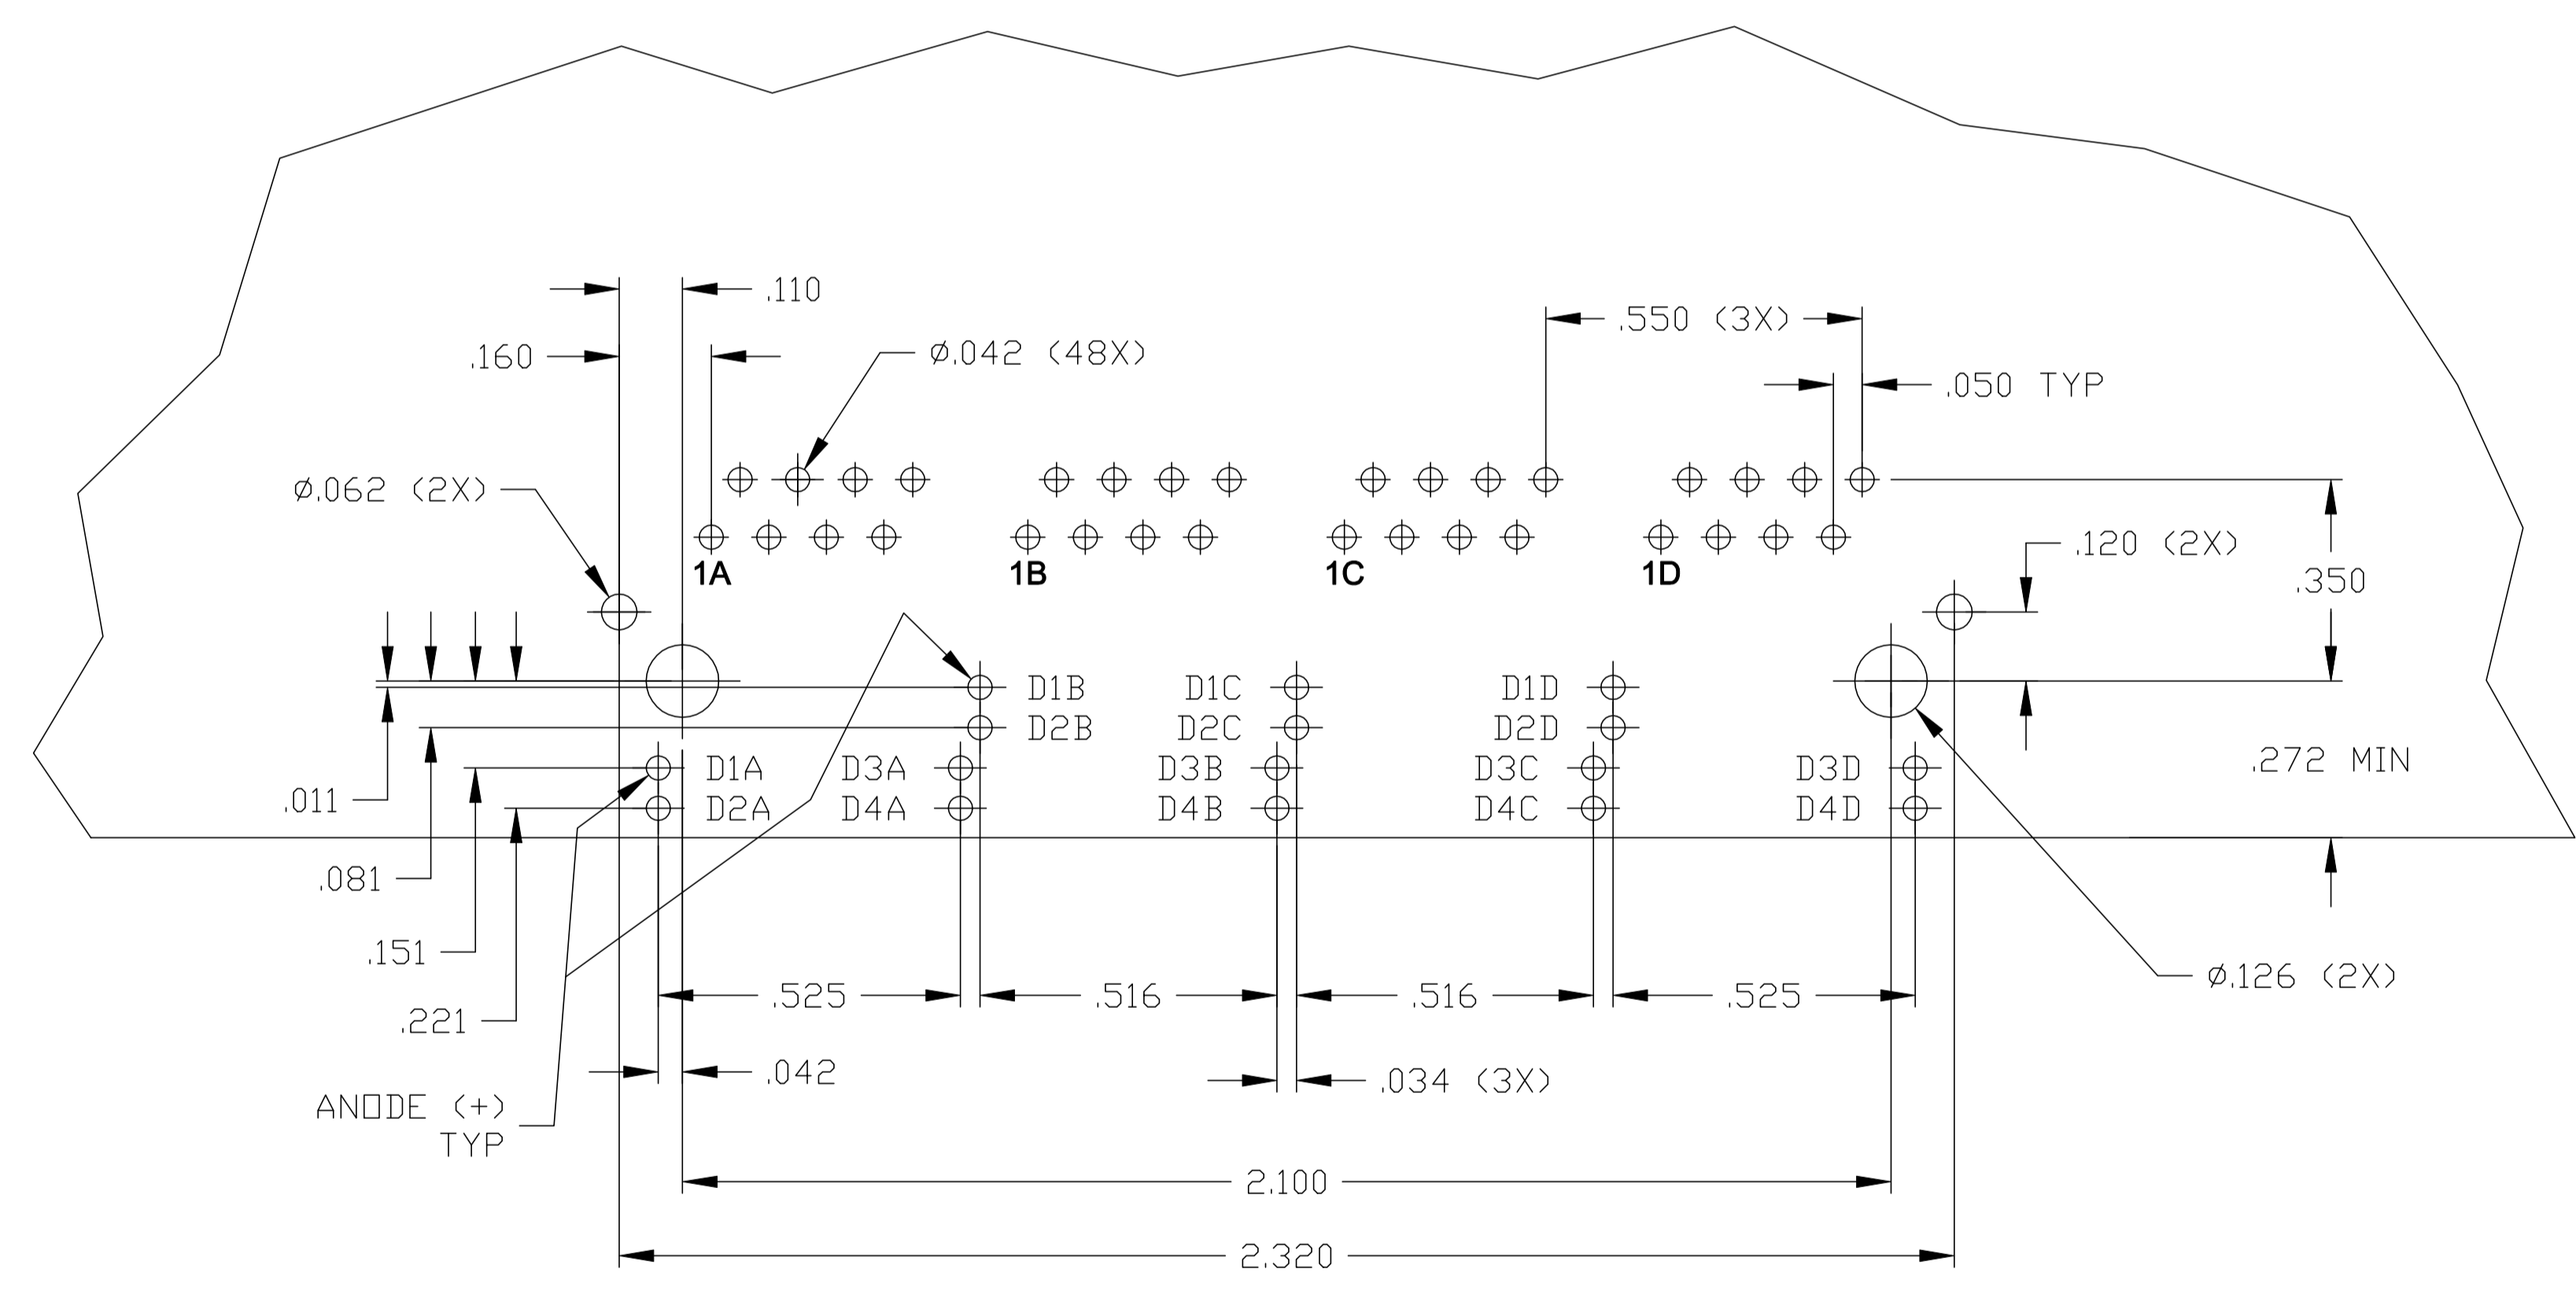 .110
.550 (3X)
.160
Ø.042 (48X)
.050 TYP
Ø.062 (2X)
.120 (2X)
1A
1B
1C
1D
.350
D1B
D1C
D1D
D2B
D2C
D2D
.272 MIN
D1A
D3A
D3B
D3C
D3D
.011
D2A
D4A
D4B
D4C
D4D
.081
.151
Ø.126 (2X)
.525
.516
.516
.525
.221
.042
.034 (3X)
ANODE (+)
TYP
2.100
2.320